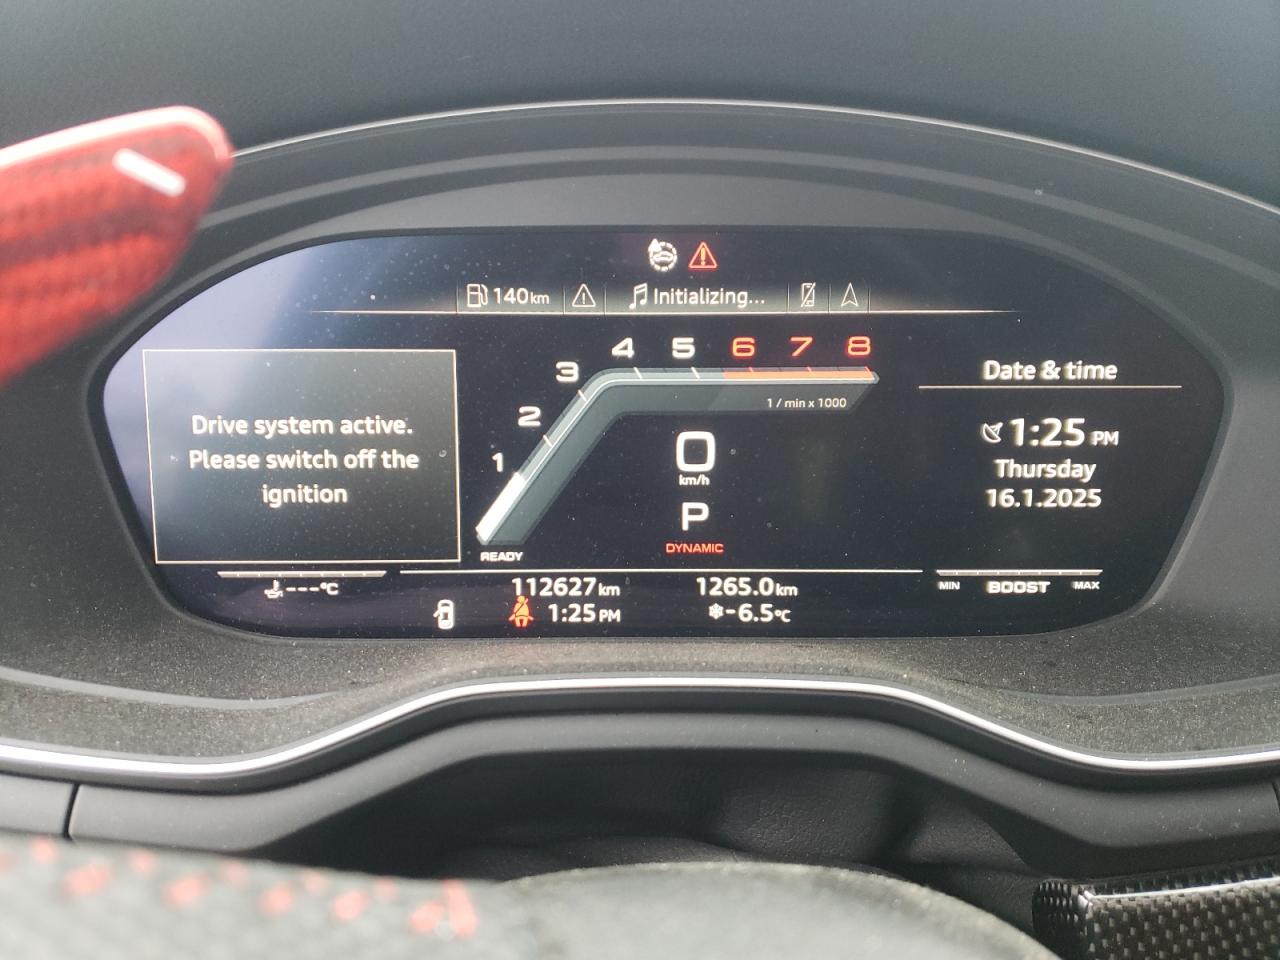 140km
Initializing...
4 5 6 7 8
3
2
1
1 / min x 1000
Drive system active.
Please switch off the
ignition
0
km/h
P
DYNAMIC
READY
Date & time
1:25 PM
Thursday
16.1.2025
---°C
112627km
1265.0km
1:25 PM
-6.5°C
MIN BOOST MAX